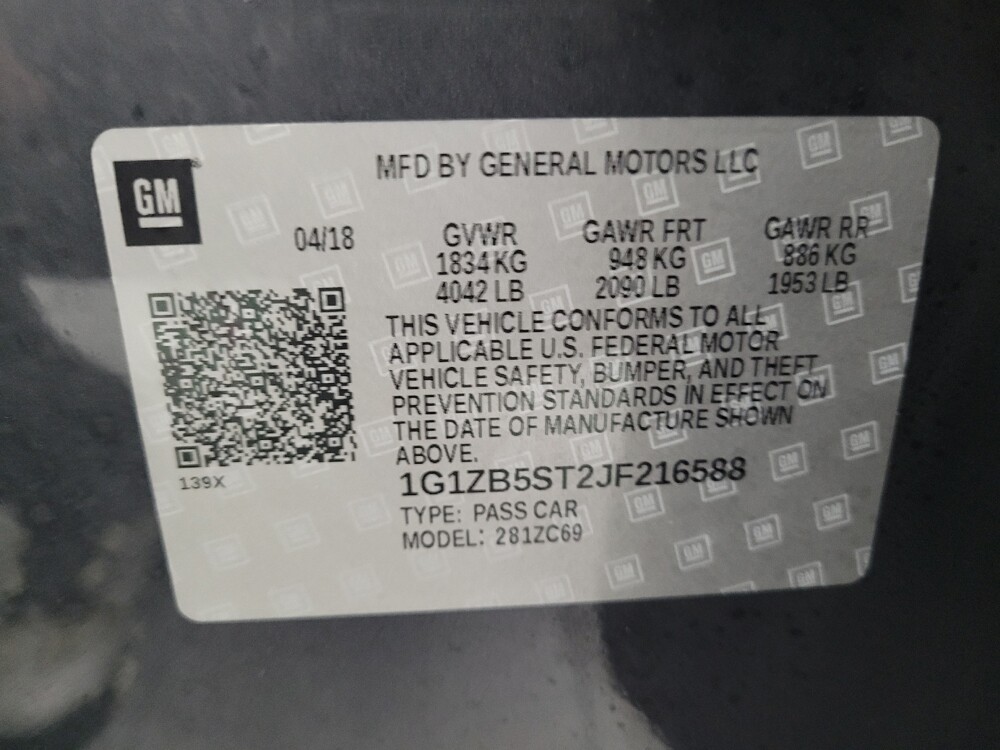 GM
MFD BY GENERAL MOTORS LLC
04/18
GVWR GAWR FRT GAWR RR
1834 KG 948 KG 886 KG
4042 LB 2090 LB 1953 LB
THIS VEHICLE CONFORMS TO ALL
APPLICABLE U.S. FEDERAL MOTOR
VEHICLE SAFETY, BUMPER, AND THEFT
PREVENTION STANDARDS IN EFFECT ON
THE DATE OF MANUFACTURE SHOWN
ABOVE.
139X
1G1ZB5ST2JF216588
TYPE: PASS CAR
MODEL: 281ZC69